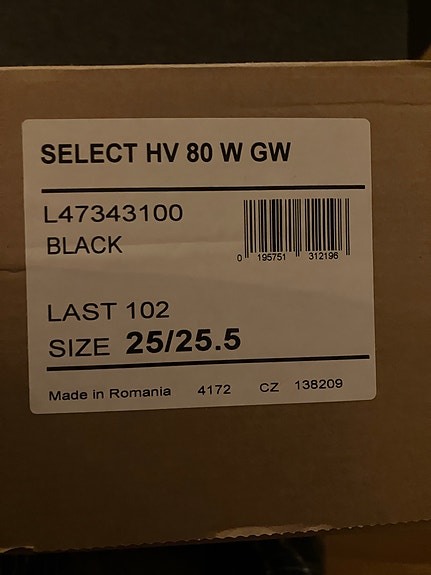 SELECT HV 80 W GW
L47343100
BLACK
0 195751 312196
LAST 102
SIZE 25/25.5
Made in Romania 4172 CZ 138209